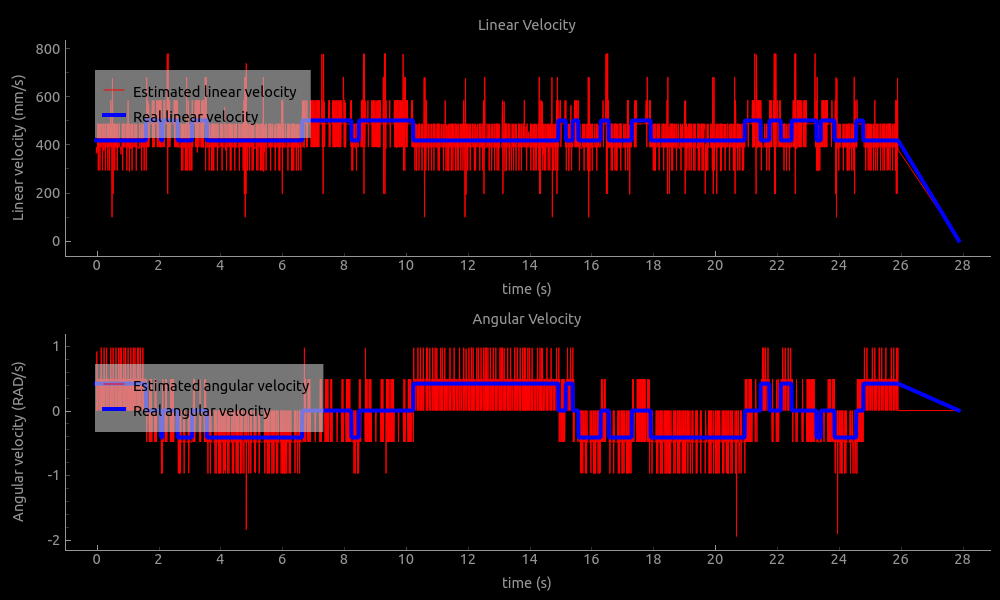 Linear Velocity
Linear velocity (mm/s)
800
600
400
200
0
Estimated linear velocity
Real linear velocity
0 2 4 6 8 10 12 14 16 18 20 22 24 26 28
time (s)
Angular Velocity
Angular velocity (RAD/s)
1
0
-1
-2
Estimated angular velocity
Real angular velocity
0 2 4 6 8 10 12 14 16 18 20 22 24 26 28
time (s)